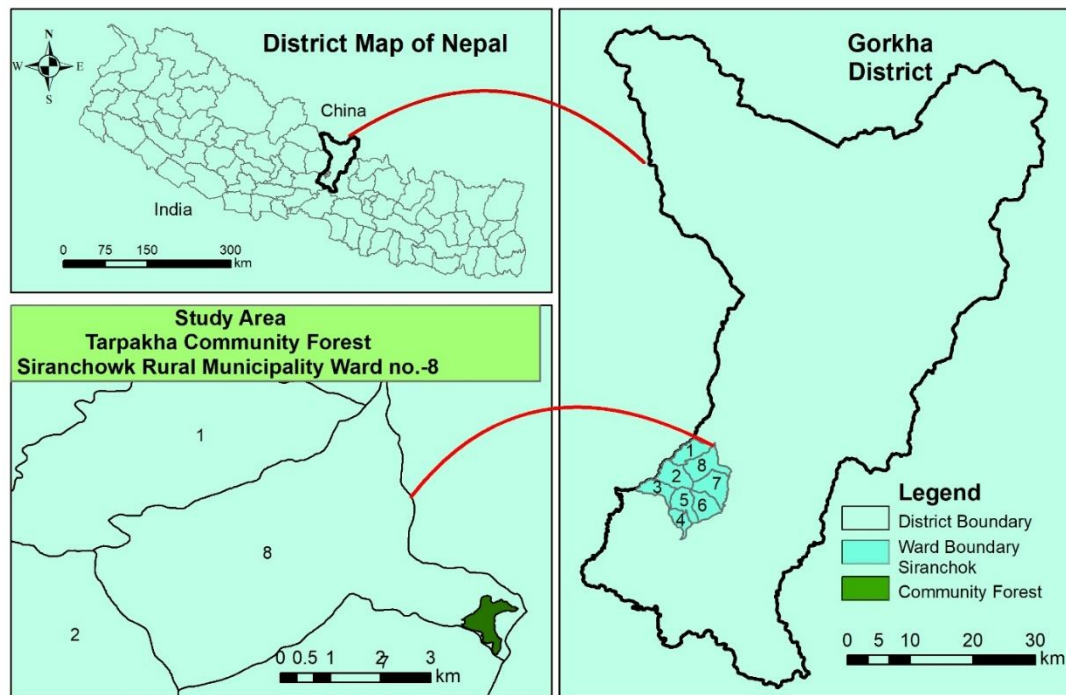 District Map of Nepal
N
W E
S
China
India
0 75 150 300
km
Study Area
Tarpakha Community Forest
Siranchowk Rural Municipality Ward no.-8
1
8
2
7
0 0.5 1 2 3
km
Gorkha
District
1
8
2
7
3
5
6
4
Legend
District Boundary
Ward Boundary
Siranchok
Community Forest
0 5 10 20 30
km